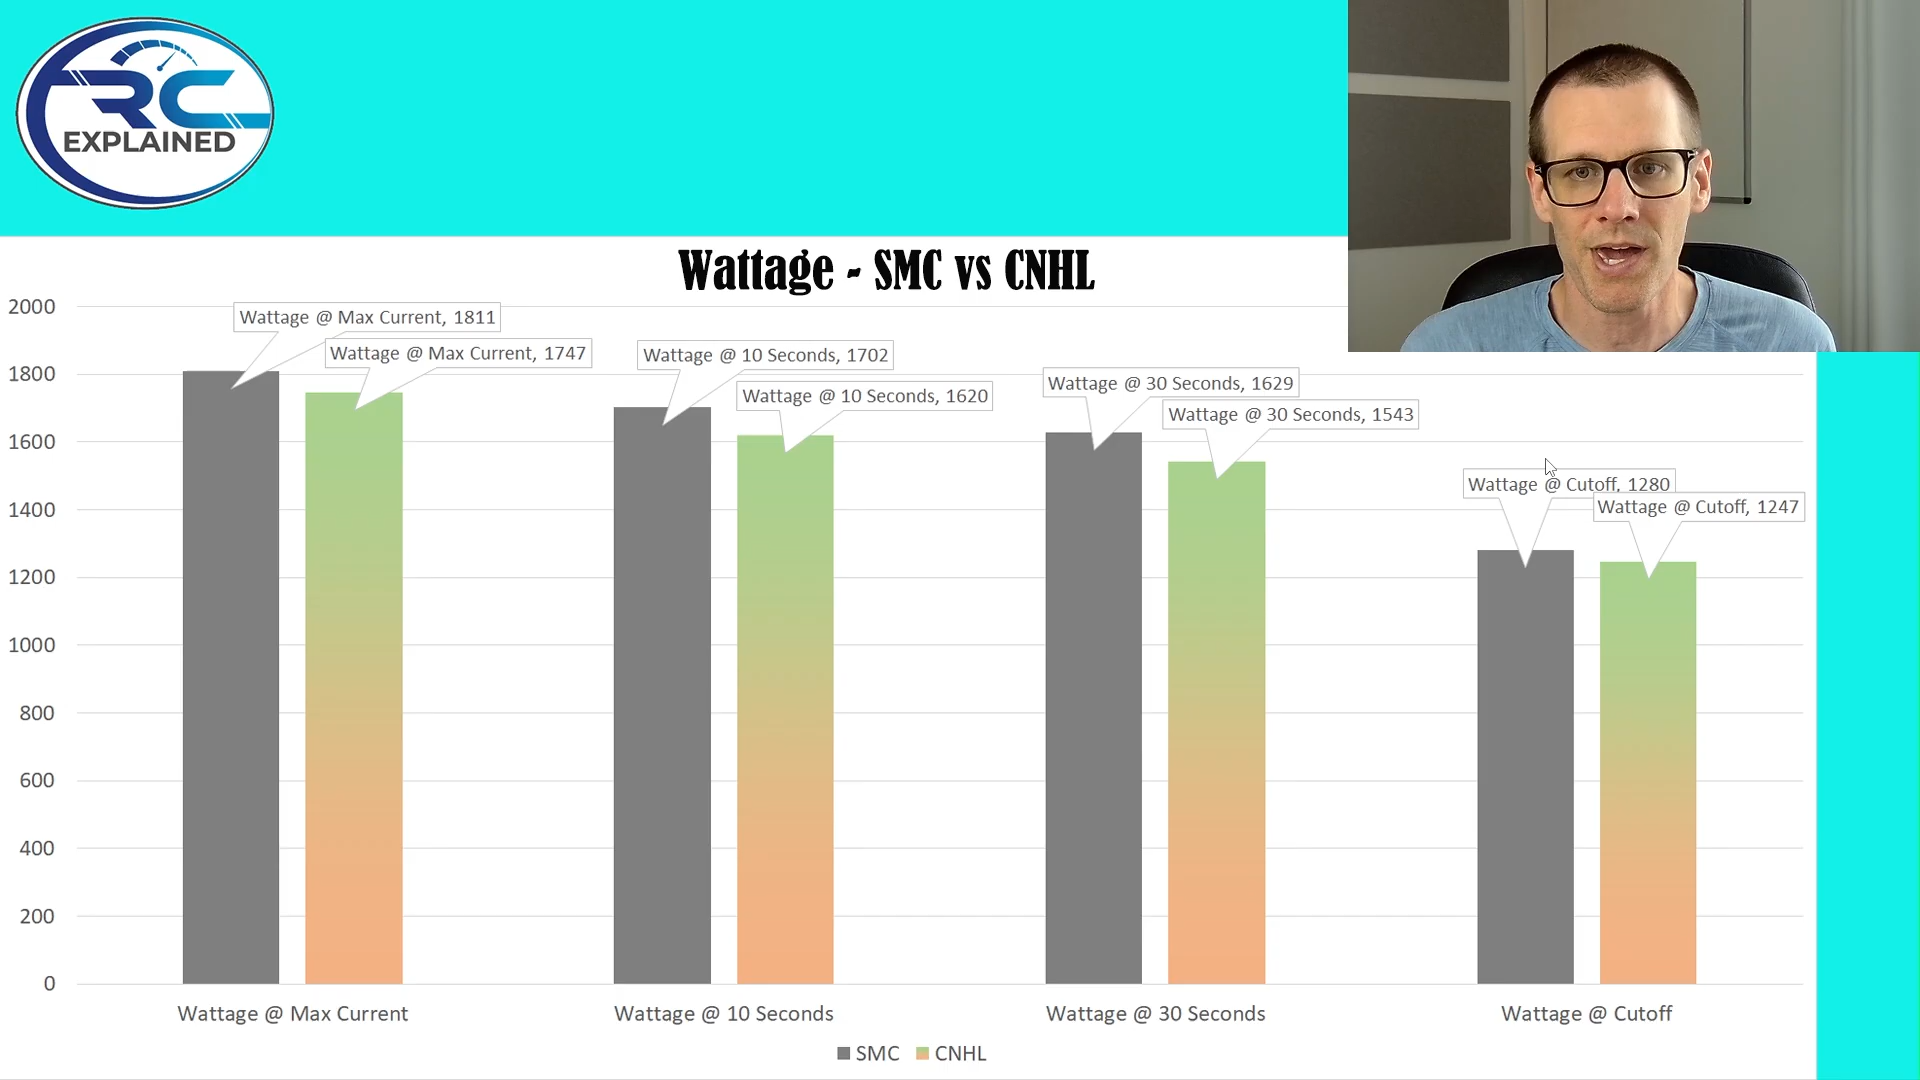 RC
EXPLAINED
Wattage - SMC vs CNHL
2000
1800
1600
1400
1200
1000
800
600
400
200
0
Wattage @ Max Current, 1811
Wattage @ Max Current, 1747
Wattage @ 10 Seconds, 1702
Wattage @ 10 Seconds, 1620
Wattage @ 30 Seconds, 1629
Wattage @ 30 Seconds, 1543
Wattage @ Cutoff, 1280
Wattage @ Cutoff, 1247
Wattage @ Max Current
Wattage @ 10 Seconds
Wattage @ 30 Seconds
Wattage @ Cutoff
SMC CNHL